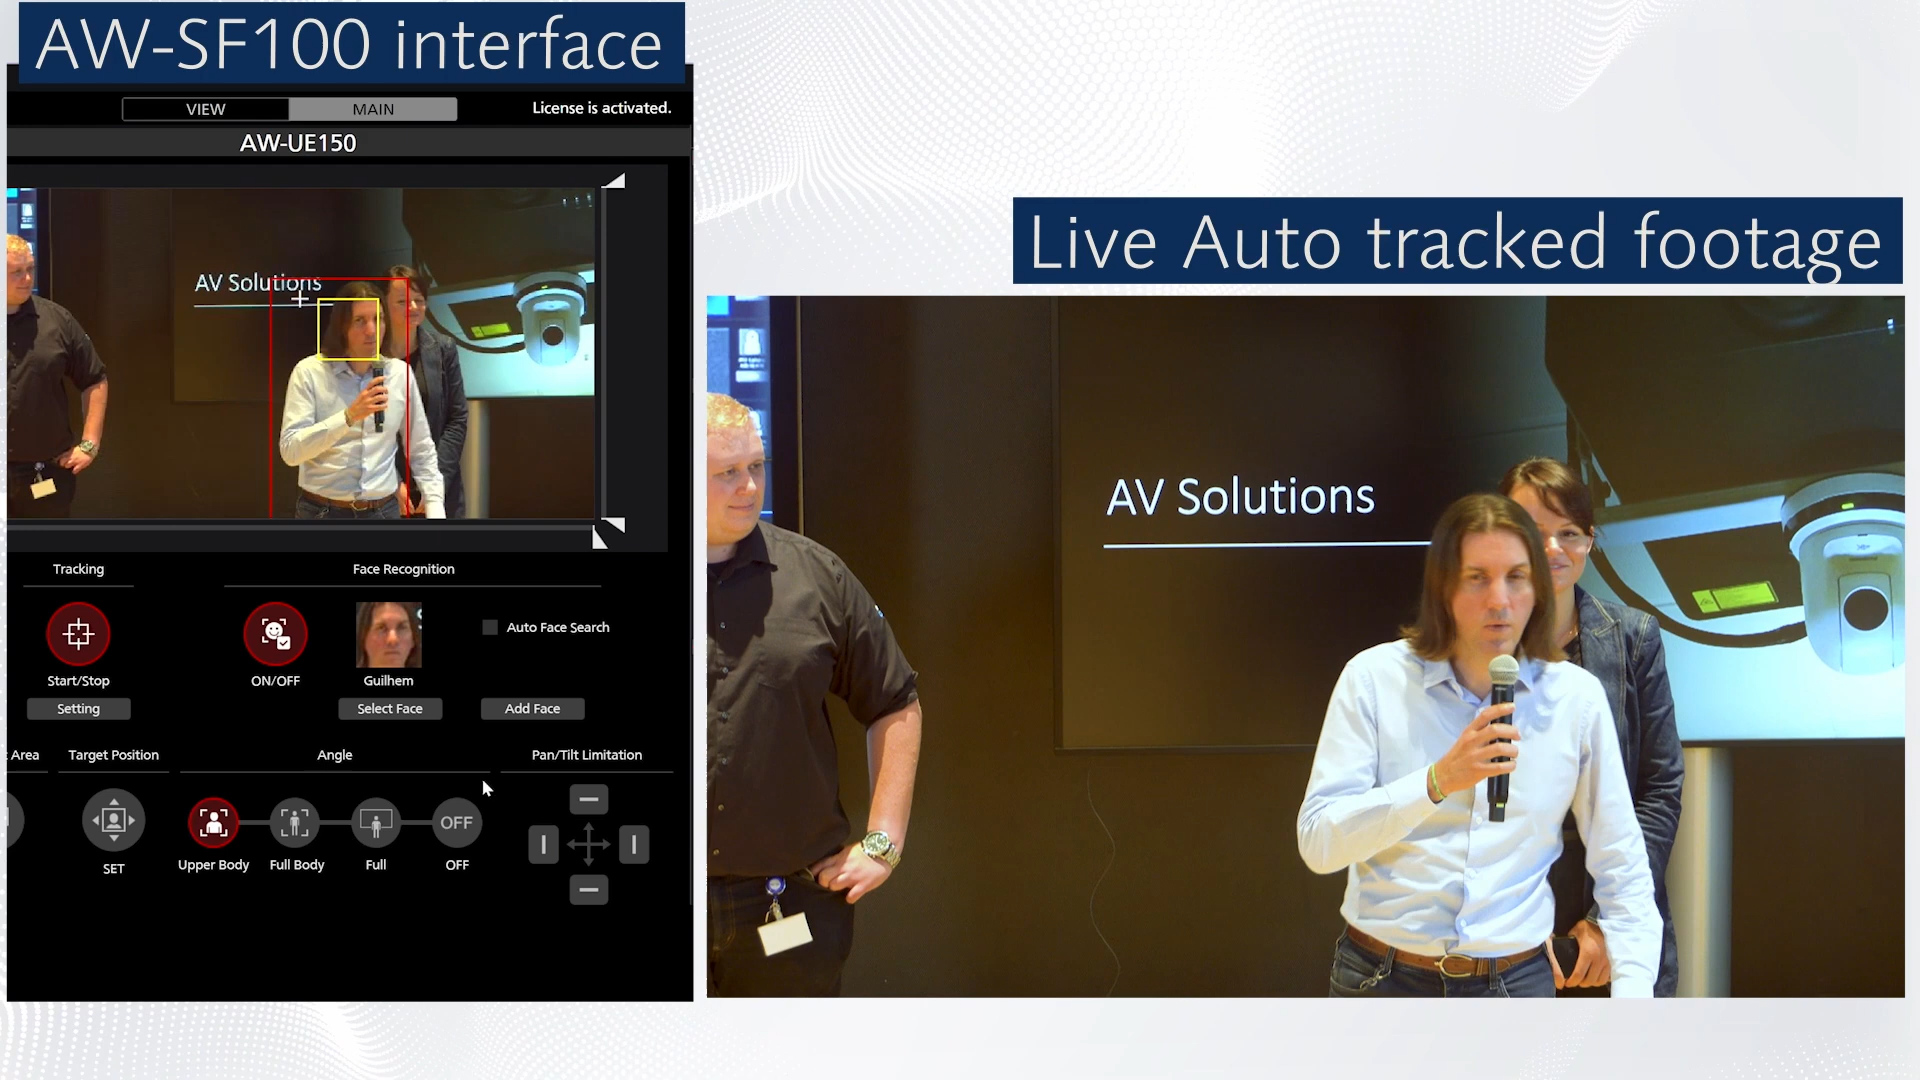 AW-SF100 interface
VIEW
MAIN
License is activated.
AW-UE150
AV Solutions
Tracking
Face Recognition
Auto Face Search
Start/Stop
ON/OFF
Guilhem
Setting
Select Face
Add Face
Area
Target Position
Angle
Pan/Tilt Limitation
OFF
SET
Upper Body
Full Body
Full
OFF
Live Auto tracked footage
AV Solutions